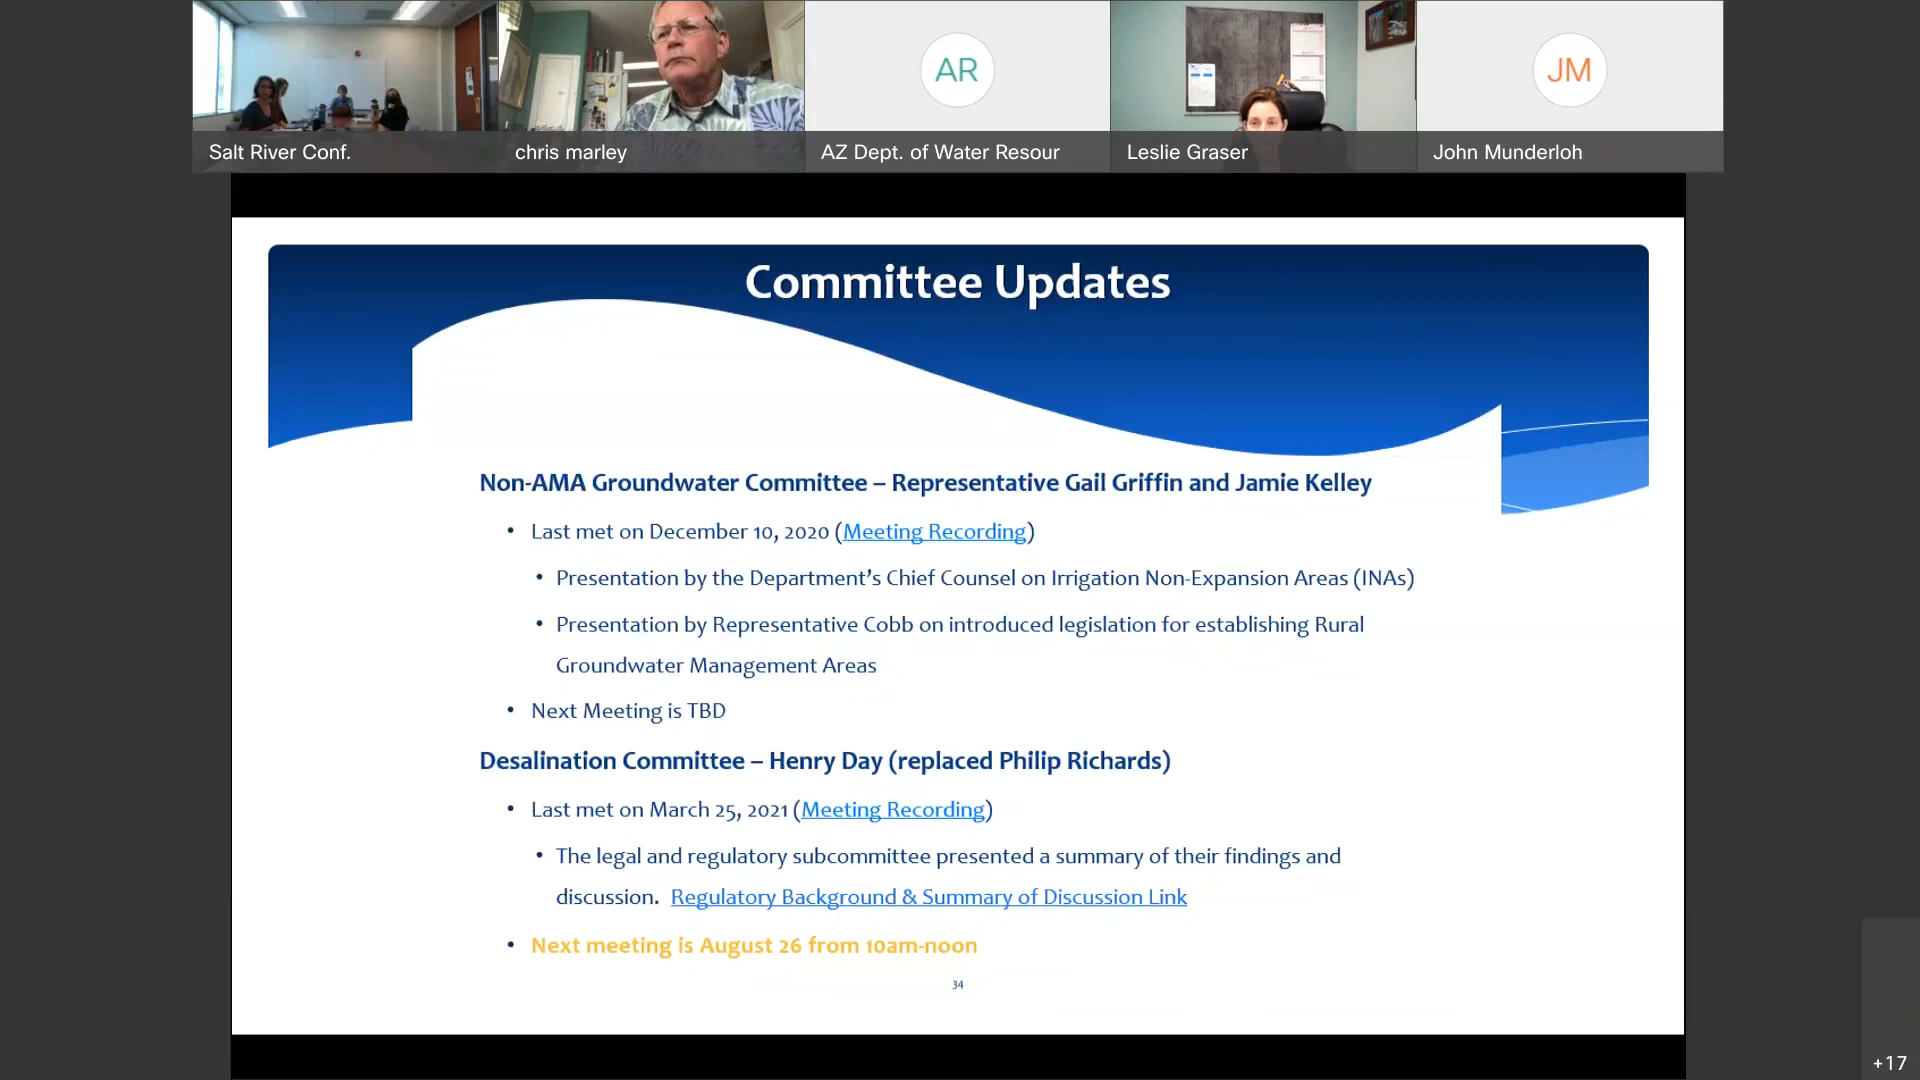 AR
JM
Salt River Conf.
chris marley
AZ Dept. of Water Resour
Leslie Graser
John Munderloh
Committee Updates
Non-AMA Groundwater Committee – Representative Gail Griffin and Jamie Kelley
• Last met on December 10, 2020 (Meeting Recording)
• Presentation by the Department’s Chief Counsel on Irrigation Non-Expansion Areas (INAs)
• Presentation by Representative Cobb on introduced legislation for establishing Rural
Groundwater Management Areas
• Next Meeting is TBD
Desalination Committee – Henry Day (replaced Philip Richards)
• Last met on March 25, 2021 (Meeting Recording)
• The legal and regulatory subcommittee presented a summary of their findings and
discussion. Regulatory Background & Summary of Discussion Link
• Next meeting is August 26 from 10am-noon
34
+17